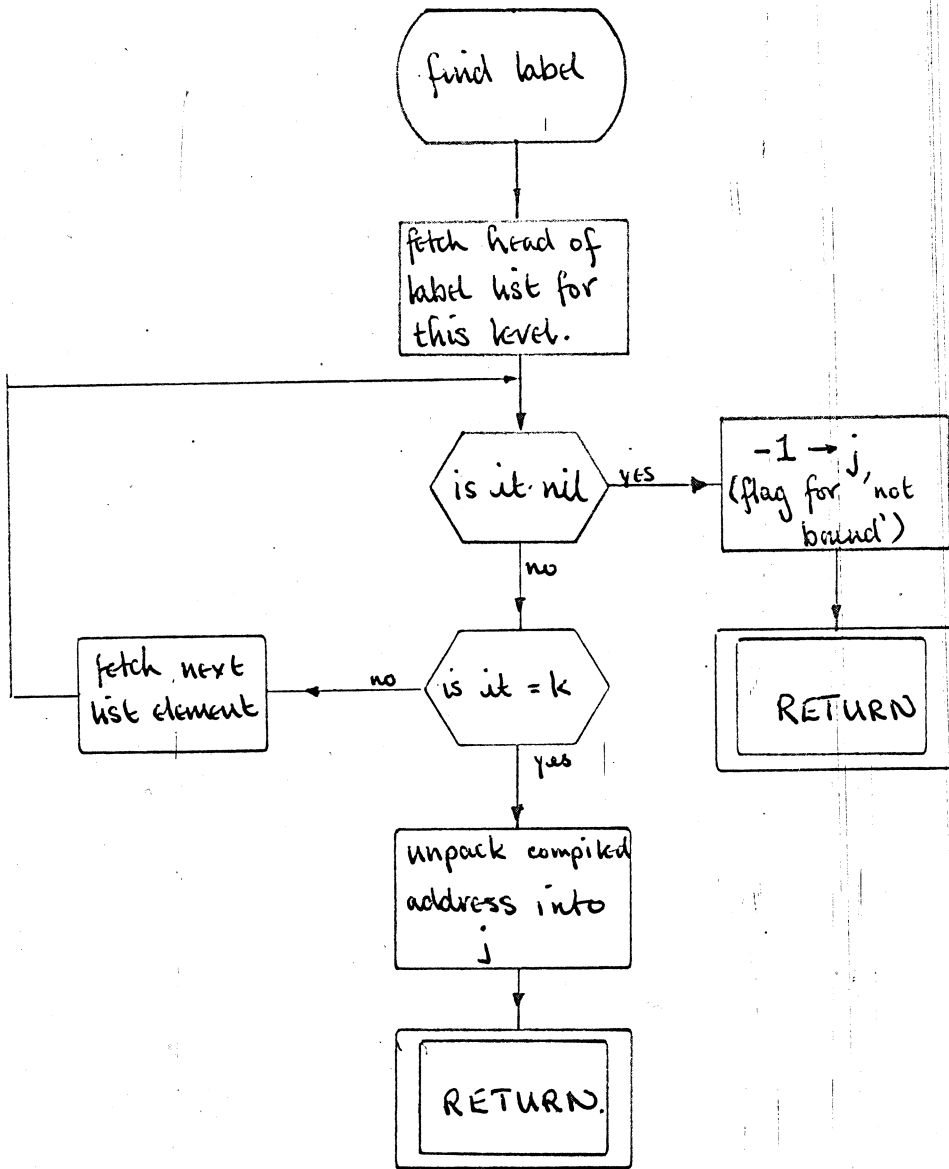 find label
fetch head of
label list for
this level.
is it nil
YES
-1 → j
(flag for 'not
bound')
no
RETURN
fetch next
list element
no
is it = k
yes
unpack compiled
address into
j
RETURN.